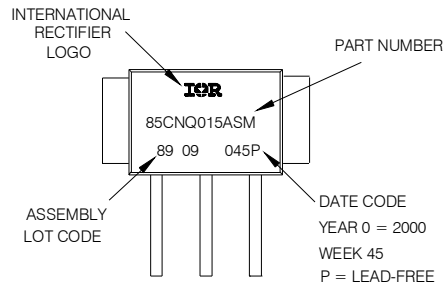 INTERNATIONAL
RECTIFIER
LOGO
PART NUMBER
IOR
85CNQ015ASM
89 09 045P
ASSEMBLY
LOT CODE
DATE CODE
YEAR 0 = 2000
WEEK 45
P = LEAD-FREE